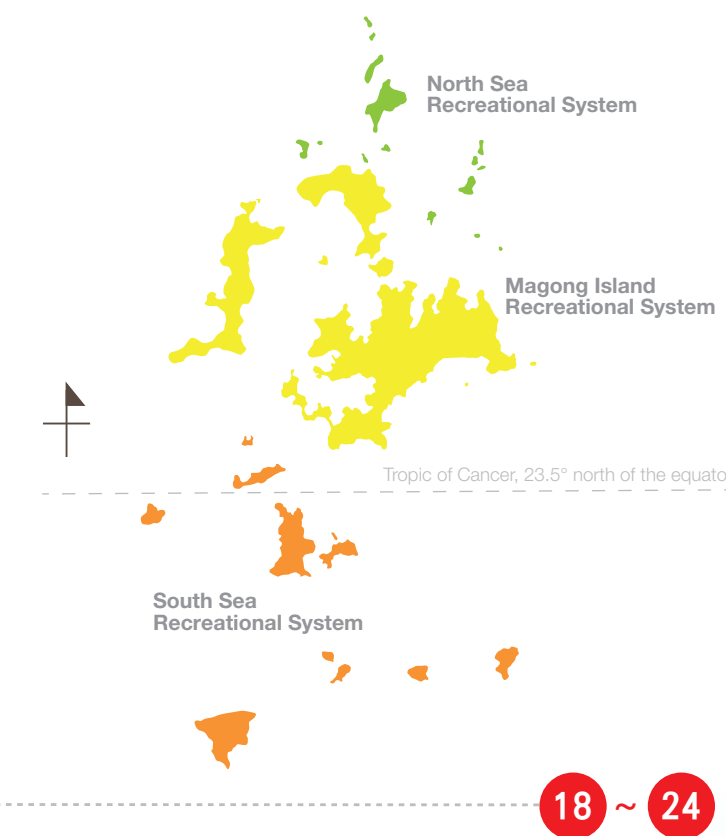 North Sea
Recreational System
Magong Island
Recreational System
Tropic of Cancer, 23.5° north of the equato
South Sea
Recreational System
18 ~ 24